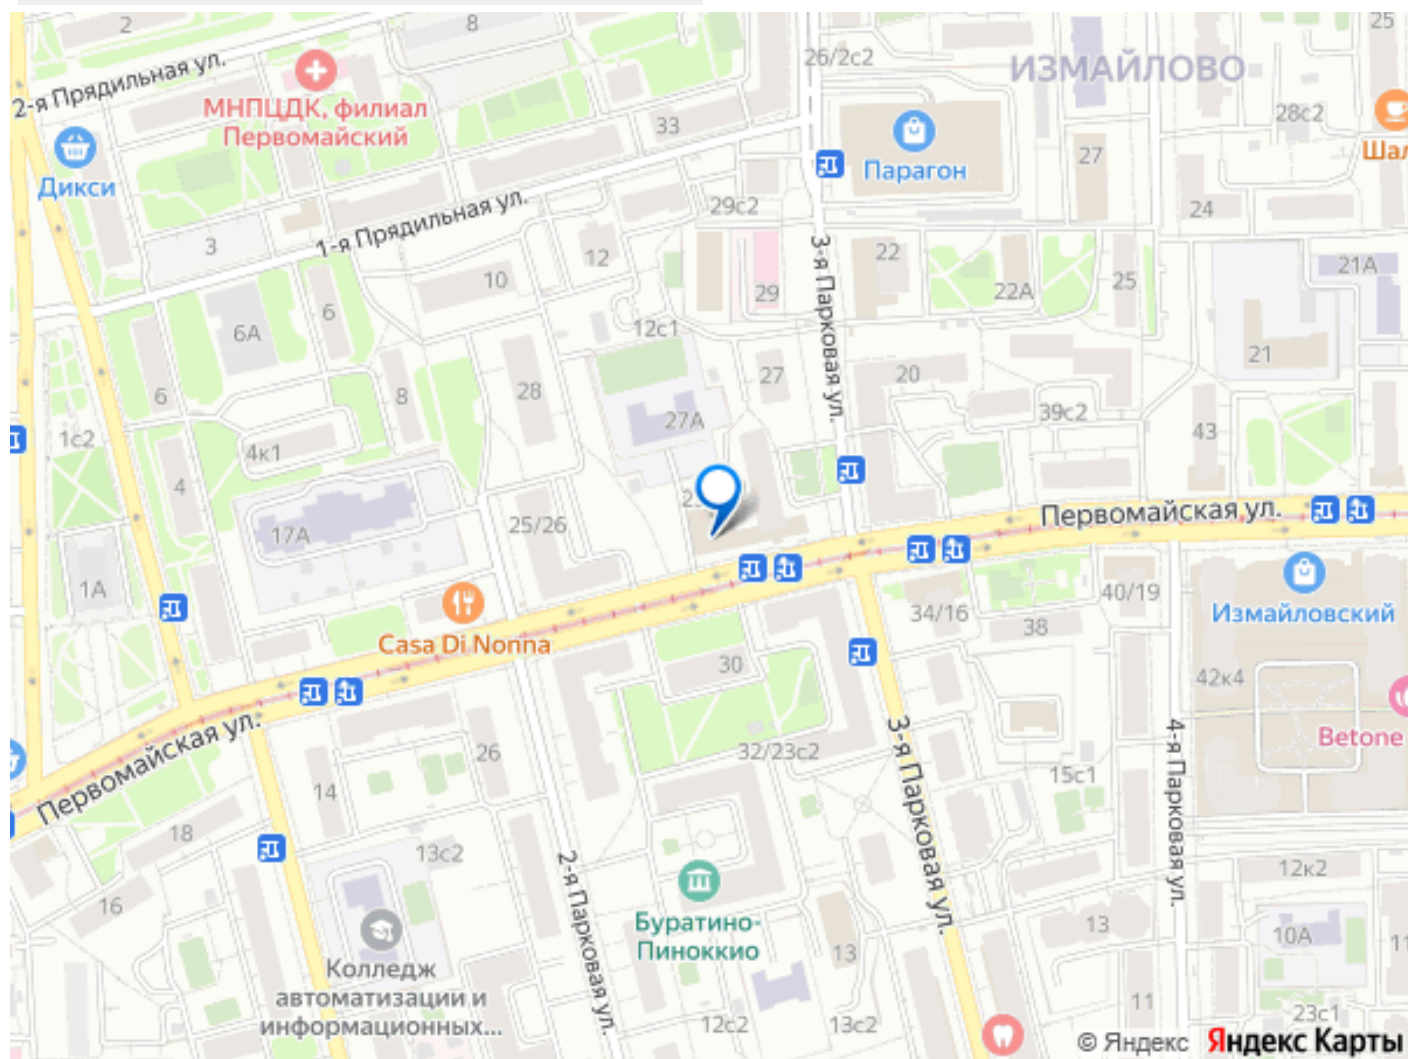 2
8
2-я Прядильная ул.
МНПЦДК, филиал
Первомайский
Дикси
33
26/2с2
ИЗМАЙЛОВО
Парагон
27
28с2
25
Шал
3
1-я Прядильная ул.
12
29с2
29
3-я Парковая ул.
22
22А
24
25
21А
21
10
6
6А
12с1
28
27А
27
20
39с2
43
6
8
1с2
4к1
4
17А
25/26
1А
Первомайская ул.
Casa Di Nonna
34/16
38
40/19
Измайловский
30
42к4
Betone
Первомайская ул.
26
14
32/23с2
3-я Парковая ул.
4-я Парковая ул.
15с1
18
13с2
2-я Парковая ул.
16
12к2
Буратино-
Пиноккио
13
13
10А
Колледж
автоматизации и
информационных...
12с2
13с2
11
23с1
© Яндекс Яндекс Карты